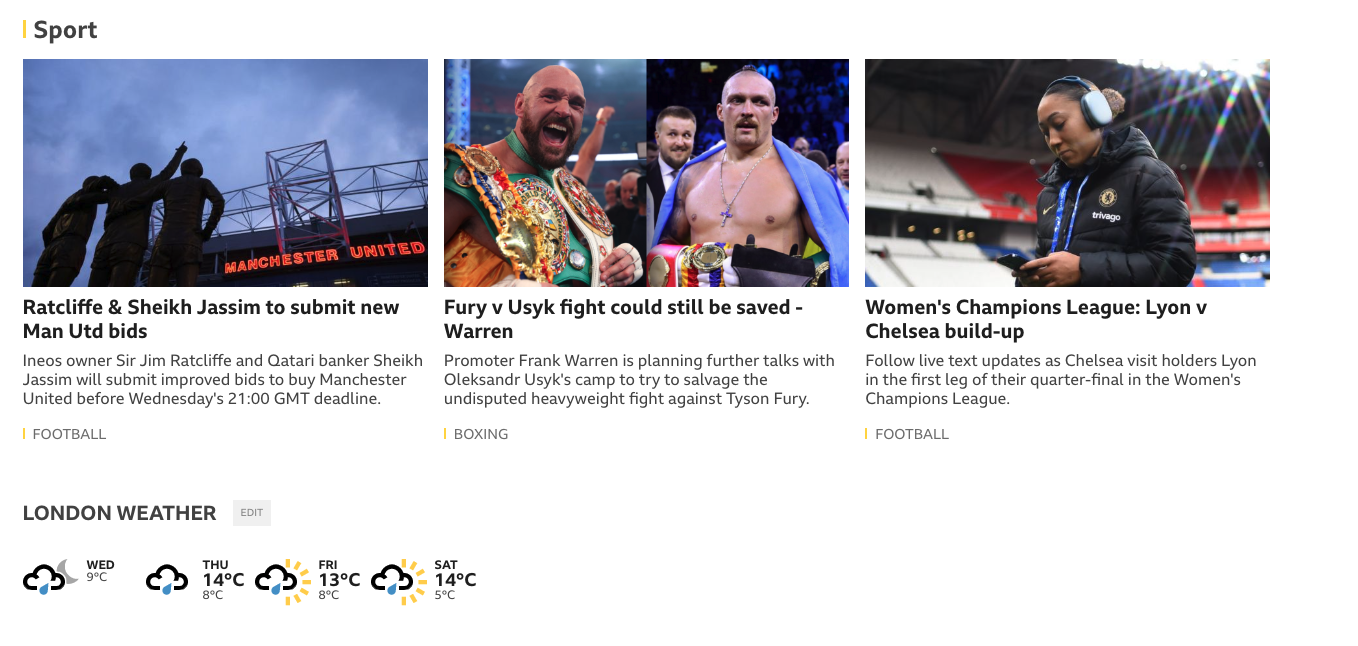 Sport
MANCHESTER UNITED
trivago
Ratcliffe & Sheikh Jassim to submit new
Man Utd bids
Ineos owner Sir Jim Ratcliffe and Qatari banker Sheikh
Jassim will submit improved bids to buy Manchester
United before Wednesday's 21:00 GMT deadline.
FOOTBALL
Fury v Usyk fight could still be saved -
Warren
Promoter Frank Warren is planning further talks with
Oleksandr Usyk's camp to try to salvage the
undisputed heavyweight fight against Tyson Fury.
BOXING
Women's Champions League: Lyon v
Chelsea build-up
Follow live text updates as Chelsea visit holders Lyon
in the first leg of their quarter-final in the Women's
Champions League.
FOOTBALL
LONDON WEATHER EDIT
WED
9°C
THU
14°C
8°C
FRI
13°C
8°C
SAT
14°C
5°C